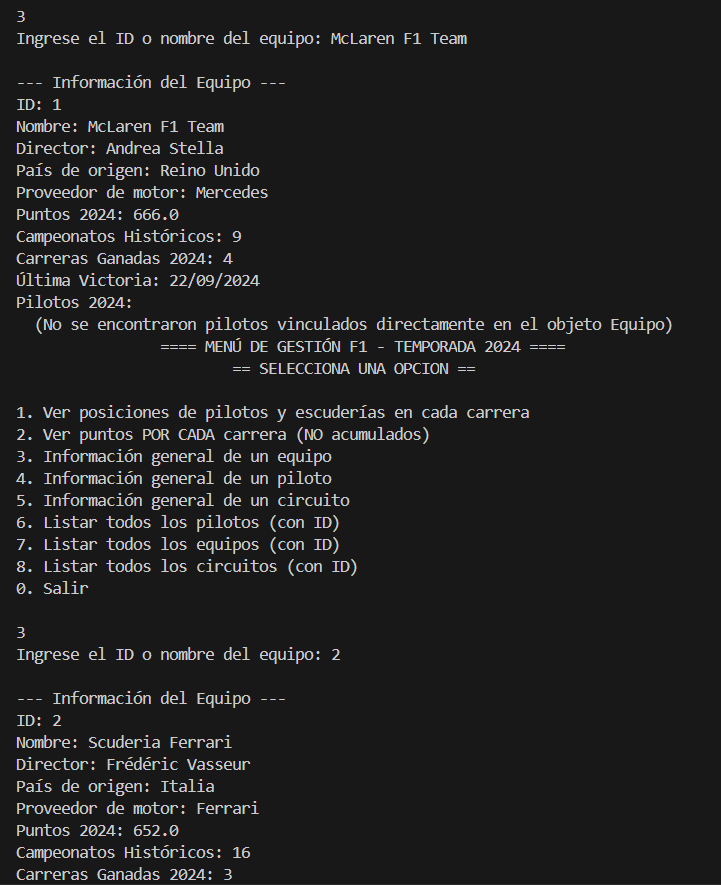 3
Ingrese el ID o nombre del equipo: McLaren F1 Team
--- Información del Equipo ---
ID: 1
Nombre: McLaren F1 Team
Director: Andrea Stella
País de origen: Reino Unido
Proveedor de motor: Mercedes
Puntos 2024: 666.0
Campeonatos Históricos: 9
Carreras Ganadas 2024: 4
Última Victoria: 22/09/2024
Pilotos 2024:
(No se encontraron pilotos vinculados directamente en el objeto Equipo)
==== MENÚ DE GESTIÓN F1 - TEMPORADA 2024 ====
== SELECCIONA UNA OPCION ==
1. Ver posiciones de pilotos y escuderías en cada carrera
2. Ver puntos POR CADA carrera (NO acumulados)
3. Información general de un equipo
4. Información general de un piloto
5. Información general de un circuito
6. Listar todos los pilotos (con ID)
7. Listar todos los equipos (con ID)
8. Listar todos los circuitos (con ID)
0. Salir
3
Ingrese el ID o nombre del equipo: 2
--- Información del Equipo ---
ID: 2
Nombre: Scuderia Ferrari
Director: Frédéric Vasseur
País de origen: Italia
Proveedor de motor: Ferrari
Puntos 2024: 652.0
Campeonatos Históricos: 16
Carreras Ganadas 2024: 3